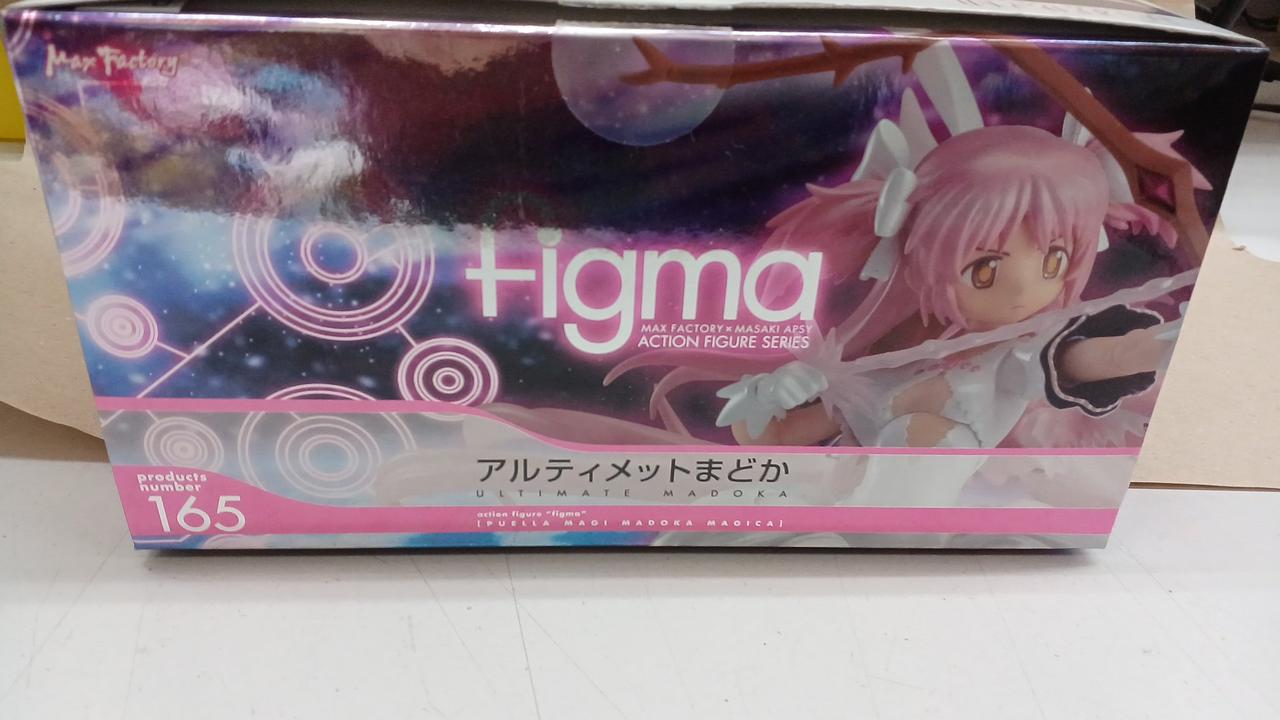 Max Factory
figma
MAX FACTORY × MASAKI APSY
ACTION FIGURE SERIES
アルティメットまどか
ULTIMATE MADOKA
products
number
165
action figure "figma"
[PUELLA MAGI MADOKA MAGICA]